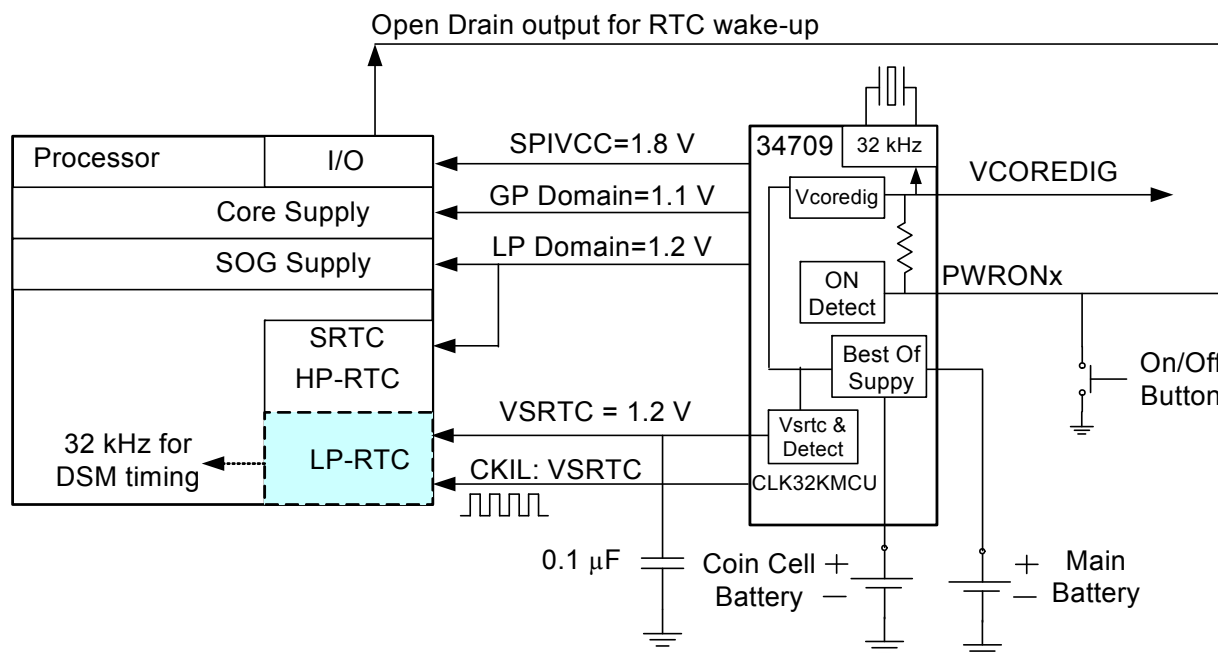 Open Drain output for RTC wake-up
Processor
I/O
Core Supply
SOG Supply
SRTC
HP-RTC
LP-RTC
32 kHz for
DSM timing
SPIVCC=1.8 V
GP Domain=1.1 V
LP Domain=1.2 V
VSRTC = 1.2 V
CKIL: VSRTC
0.1 μF
34709
32 kHz
Vcoredig
VCOREDIG
ON
Detect
PWRONx
Best Of
Suppy
Vsrtc &
Detect
CLK32KMCU
On/Off
Button
Coin Cell
Battery
+
–
+
–
Main
Battery